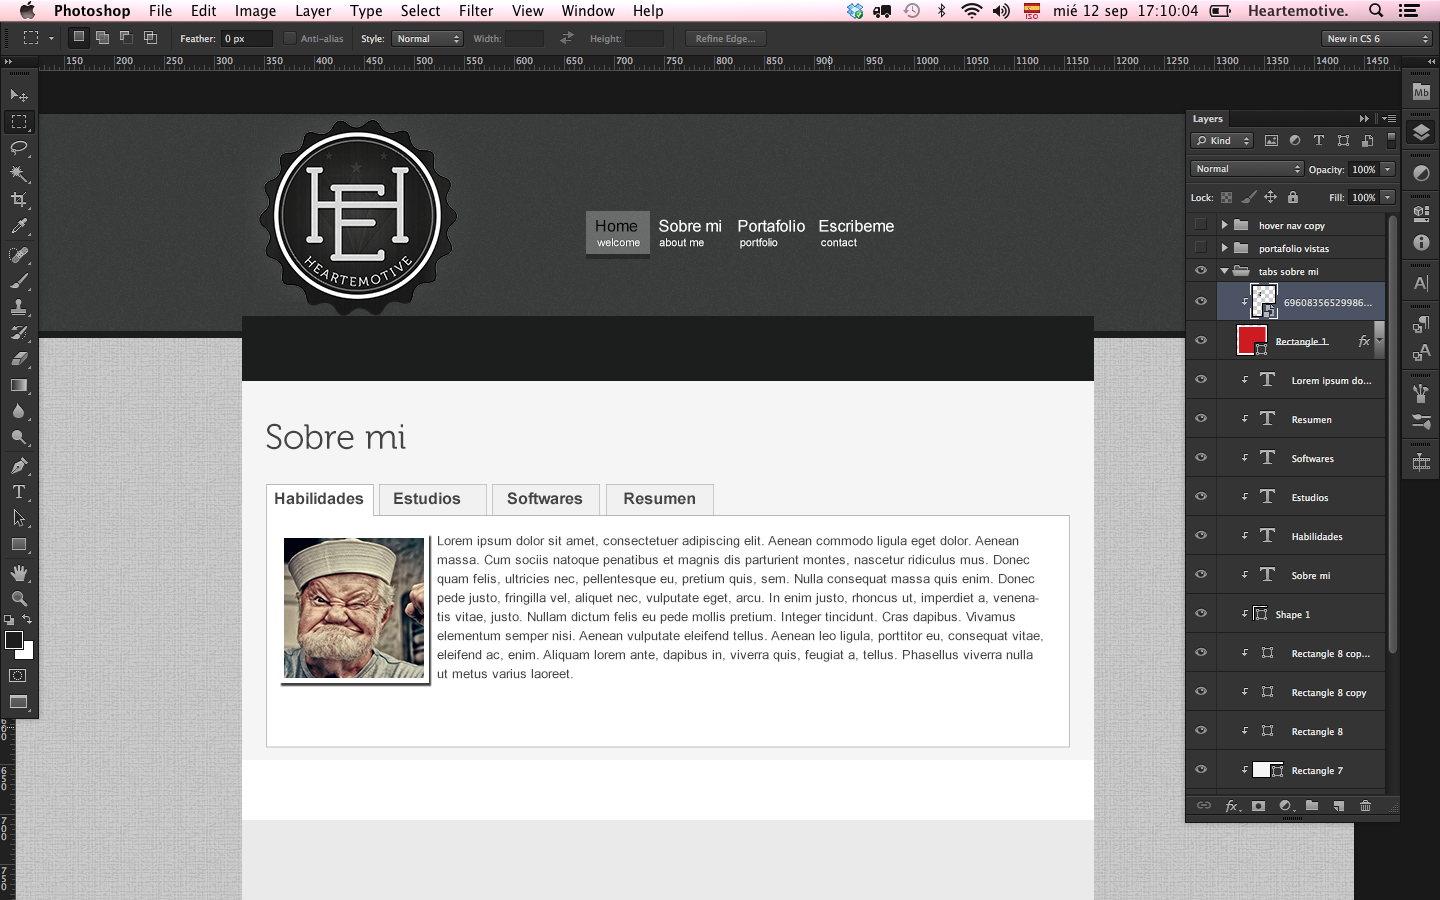 Photoshop File Edit Image Layer Type Select Filter View Window Help
ISO mié 12 sep 17:10:04 Heartemotive.
Feather: 0 px Anti-alias Style: Normal Width: Height: Refine Edge... New in CS 6
150 200 250 300 350 400 450 500 550 600 650 700 750 800 850 900 950 1000 1050 1100 1150 1200 1250 1300 1350 1400 1450
HE
HEARTEMOTIVE
Home Sobre mi Portafolio Escribeme
welcome about me portfolio contact
Sobre mi
Habilidades Estudios Softwares Resumen
Lorem ipsum dolor sit amet, consectetuer adipiscing elit. Aenean commodo ligula eget dolor. Aenean
massa. Cum sociis natoque penatibus et magnis dis parturient montes, nascetur ridiculus mus. Donec
quam felis, ultricies nec, pellentesque eu, pretium quis, sem. Nulla consequat massa quis enim. Donec
pede justo, fringilla vel, aliquet nec, vulputate eget, arcu. In enim justo, rhoncus ut, imperdiet a, venena-
tis vitae, justo. Nullam dictum felis eu pede mollis pretium. Integer tincidunt. Cras dapibus. Vivamus
elementum semper nisi. Aenean vulputate eleifend tellus. Aenean leo ligula, porttitor eu, consequat vitae,
eleifend ac, enim. Aliquam lorem ante, dapibus in, viverra quis, feugiat a, tellus. Phasellus viverra nulla
ut metus varius laoreet.
Layers
Kind
Normal Opacity: 100%
Lock: Fill: 100%
hover nav copy
portafolio vistas
tabs sobre mi
69608356529986...
Rectangle 1 fx
Lorem ipsum do...
Resumen
Softwares
Estudios
Habilidades
Sobre mi
Shape 1
Rectangle 8 cop...
Rectangle 8 copy
Rectangle 8
Rectangle 7
fx
Mb
600
650
700
750